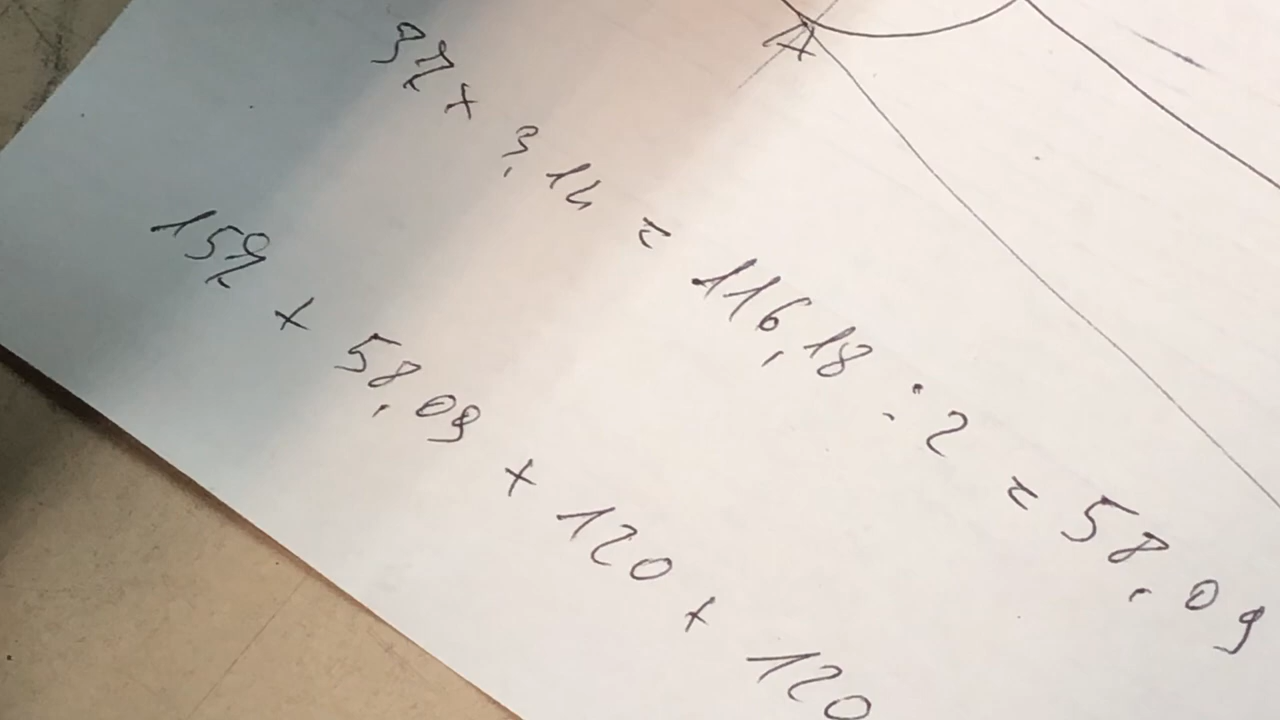 A
37 x 3,14 = 116,18 : 2 = 58,09
157 + 58,09 + 120 + 120